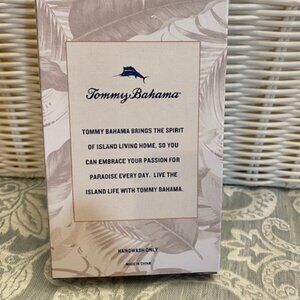 Tommy Bahama
TOMMY BAHAMA BRINGS THE SPIRIT
OF ISLAND LIVING HOME, SO YOU
CAN EMBRACE YOUR PASSION FOR
PARADISE EVERY DAY. LIVE THE
ISLAND LIFE WITH TOMMY BAHAMA.
HANDWASH ONLY
MADE IN CHINA